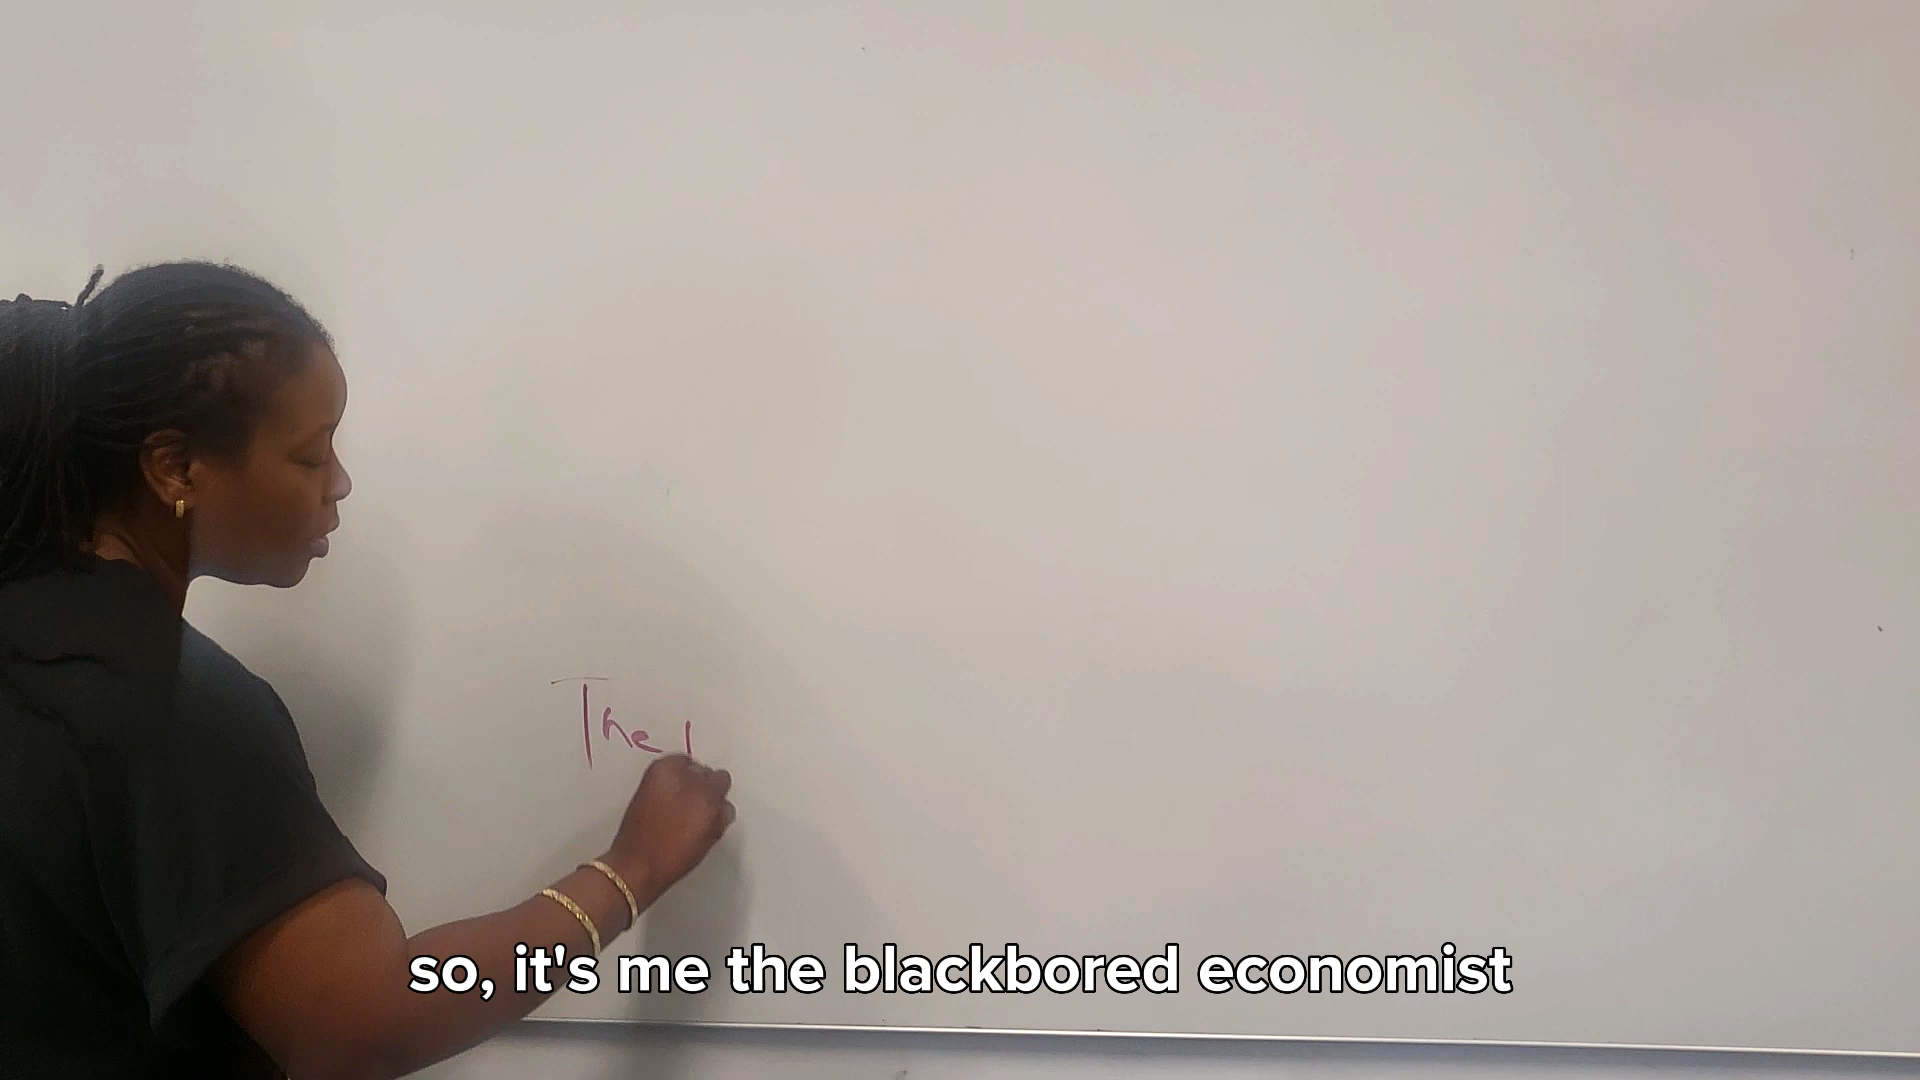 The
so, it's me the blackbored economist